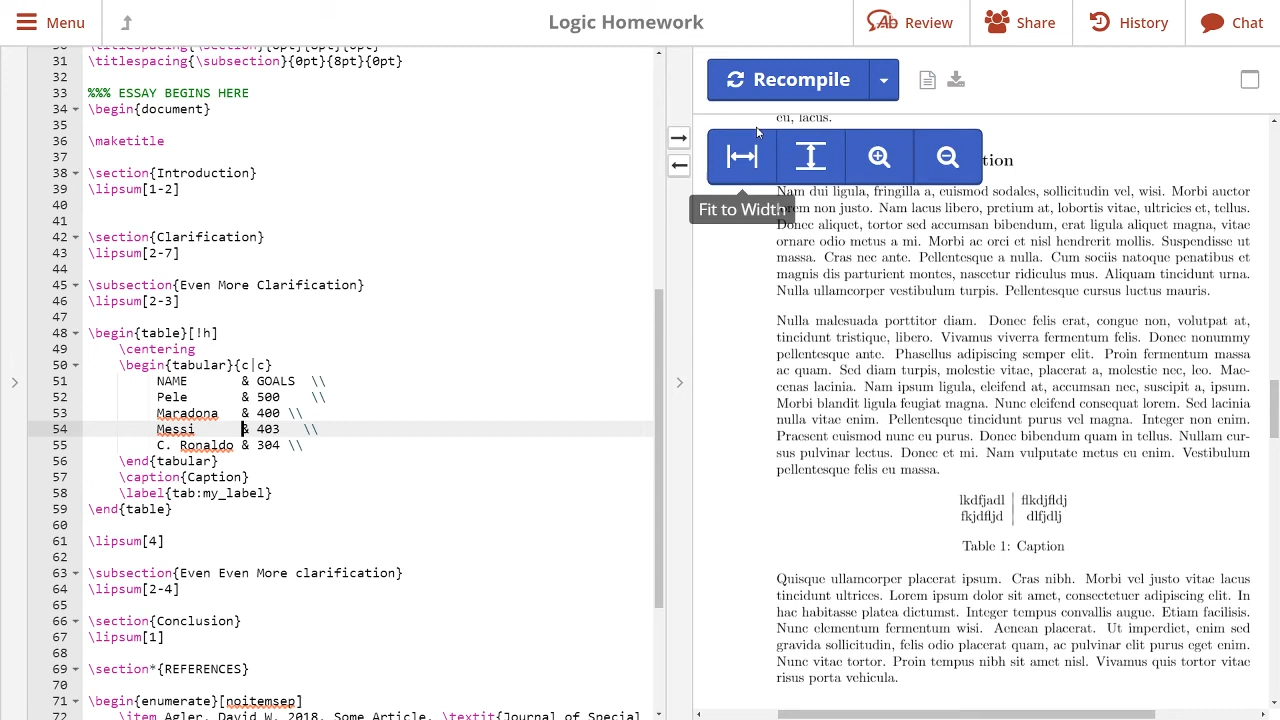 Menu
Logic Homework
Review
Share
History
Chat
31 \titlespacing{\subsection}{0pt}{8pt}{0pt}
32
33 %%% ESSAY BEGINS HERE
34 \begin{document}
35
36 \maketitle
37
38 \section{Introduction}
39 \lipsum[1-2]
40
41
42 \section{Clarification}
43 \lipsum[2-7]
44
45 \subsection{Even More Clarification}
46 \lipsum[2-3]
47
48 \begin{table}[!h]
49 \centering
50 \begin{tabular}{c|c}
51 NAME & GOALS \\
52 Pele & 500 \\
53 Maradona & 400 \\
54 Messi & 403 \\
55 C. Ronaldo & 304 \\
56 \end{tabular}
57 \caption{Caption}
58 \label{tab:my_label}
59 \end{table}
60
61 \lipsum[4]
62
63 \subsection{Even Even More clarification}
64 \lipsum[2-4]
65
66 \section{Conclusion}
67 \lipsum[1]
68
69 \section*{REFERENCES}
70
71 \begin{enumerate}[noitemsep]
72 \item Agler, David W. 2018. Some Article. \textit{Journal of Special
Recompile
eu, lacus.
Fit to Width
tion
Nam dui ligula, fringilla a, euismod sodales, sollicitudin vel, wisi. Morbi auctor
lorem non justo. Nam lacus libero, pretium at, lobortis vitae, ultricies et, tellus.
Donec aliquet, tortor sed accumsan bibendum, erat ligula aliquet magna, vitae
ornare odio metus a mi. Morbi ac orci et nisl hendrerit mollis. Suspendisse ut
massa. Cras nec ante. Pellentesque a nulla. Cum sociis natoque penatibus et
magnis dis parturient montes, nascetur ridiculus mus. Aliquam tincidunt urna.
Nulla ullamcorper vestibulum turpis. Pellentesque cursus luctus mauris.
Nulla malesuada porttitor diam. Donec felis erat, congue non, volutpat at,
tincidunt tristique, libero. Vivamus viverra fermentum felis. Donec nonummy
pellentesque ante. Phasellus adipiscing semper elit. Proin fermentum massa
ac quam. Sed diam turpis, molestie vitae, placerat a, molestie nec, leo. Mae-
cenas lacinia. Nam ipsum ligula, eleifend at, accumsan nec, suscipit a, ipsum.
Morbi blandit ligula feugiat magna. Nunc eleifend consequat lorem. Sed lacinia
nulla vitae enim. Pellentesque tincidunt purus vel magna. Integer non enim.
Praesent euismod nunc eu purus. Donec bibendum quam in tellus. Nullam cur-
sus pulvinar lectus. Donec et mi. Nam vulputate metus eu enim. Vestibulum
pellentesque felis eu massa.
lkdfjadl flkdjfldj
fkjdfljd dlfjdlj
Table 1: Caption
Quisque ullamcorper placerat ipsum. Cras nibh. Morbi vel justo vitae lacus
tincidunt ultrices. Lorem ipsum dolor sit amet, consectetuer adipiscing elit. In
hac habitasse platea dictumst. Integer tempus convallis augue. Etiam facilisis.
Nunc elementum fermentum wisi. Aenean placerat. Ut imperdiet, enim sed
gravida sollicitudin, felis odio placerat quam, ac pulvinar elit purus eget enim.
Nunc vitae tortor. Proin tempus nibh sit amet nisl. Vivamus quis tortor vitae
risus porta vehicula.